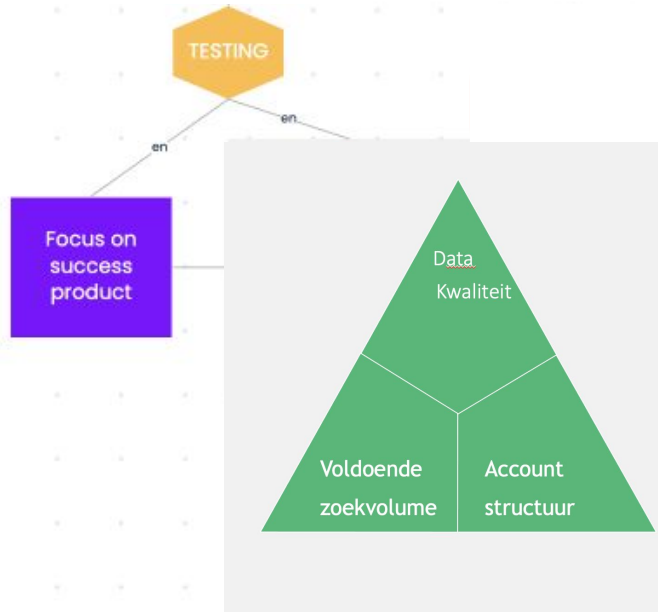 TESTING
en
en
Focus on
success
product
Data
Kwaliteit
Voldoende
zoekvolume
Account
structuur